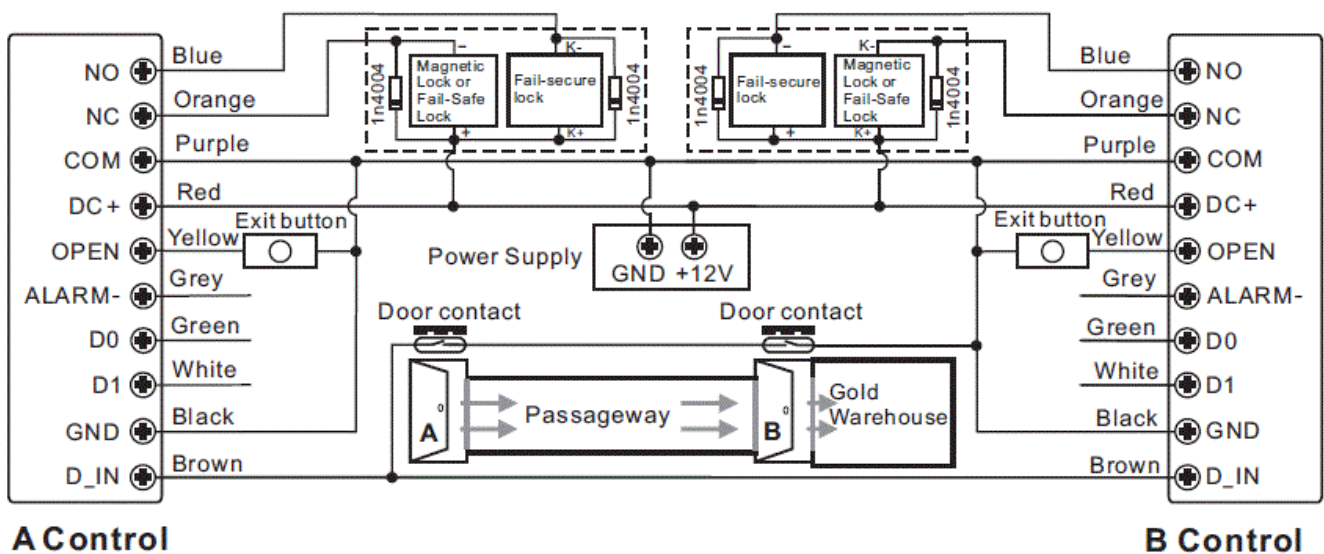 NO
NC
COM
DC+
OPEN
ALARM-
D0
D1
GND
D_IN
Blue
Orange
Purple
Red
Yellow
Grey
Green
White
Black
Brown
Exit button
1n4004
−
Magnetic
Lock or
Fail-Safe
Lock
+
K-
Fail-secure
lock
K+
1n4004
1n4004
−
Fail-secure
lock
+
K-
Magnetic
Lock or
Fail-Safe
Lock
K+
1n4004
Power Supply
GND +12V
Door contact
Door contact
A
Passageway
B
Gold
Warehouse
Exit button
Blue
Orange
Purple
Red
Yellow
Grey
Green
White
Black
Brown
NO
NC
COM
DC+
OPEN
ALARM-
D0
D1
GND
D_IN
A Control
B Control